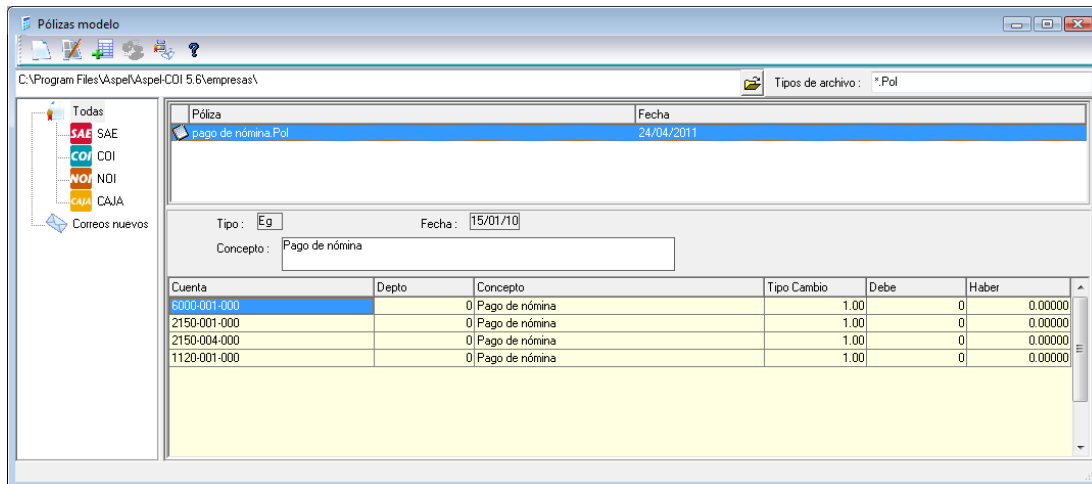 Pólizas modelo
?
C:\Program Files\Aspel\Aspel-COI 5.6\empresas\ Tipos de archivo : *.Pol
Todas
SAE SAE
COI COI
NOI NOI
CAJA CAJA
Correos nuevos
Póliza Fecha
pago de nómina.Pol 24/04/2011
Tipo : Eg Fecha : 15/01/10
Concepto : Pago de nómina
Cuenta Depto Concepto Tipo Cambio Debe Haber
6000-001-000 0 Pago de nómina 1.00 0 0.00000
2150-001-000 0 Pago de nómina 1.00 0 0.00000
2150-004-000 0 Pago de nómina 1.00 0 0.00000
1120-001-000 0 Pago de nómina 1.00 0 0.00000